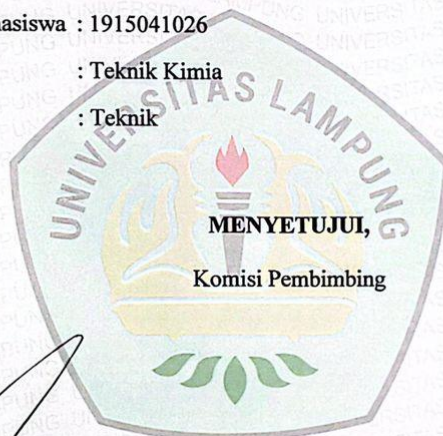 asiswa : 1915041026
: Teknik Kimia
: Teknik
UNIVERSITAS LAMPUNG
MENYETUJUI,
Komisi Pembimbing